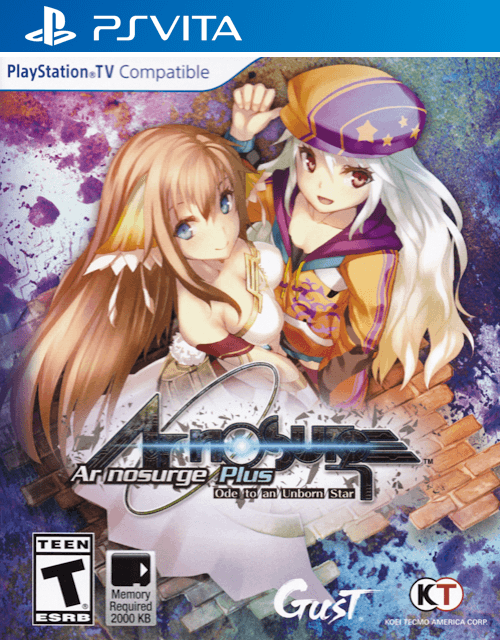 PSVITA
PlayStation®TV Compatible
Ar nosurge
Ar nosurge Plus
Ode to an Unborn Star
TM
TEEN
T
ESRB
®
Memory
Required
2000 KB
GUST
KT
KOEI TECMO AMERICA CORP.